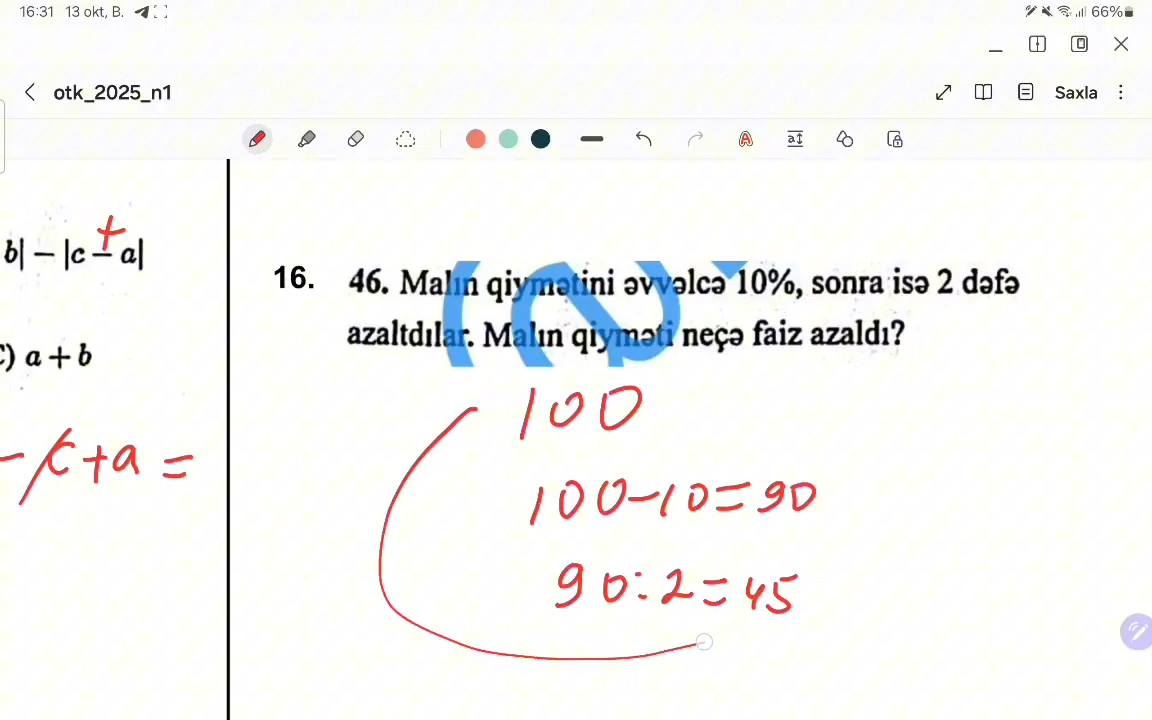 16:31 13 okt, B. 66%
otk_2025_n1 Saxla
b| − |c − a|
+
C) a + b
- c + a =
16. 46. Malın qiymətini əvvəlcə 10%, sonra isə 2 dəfə
azaltdılar. Malın qiyməti neçə faiz azaldı?
100
100-10=90
90:2=45